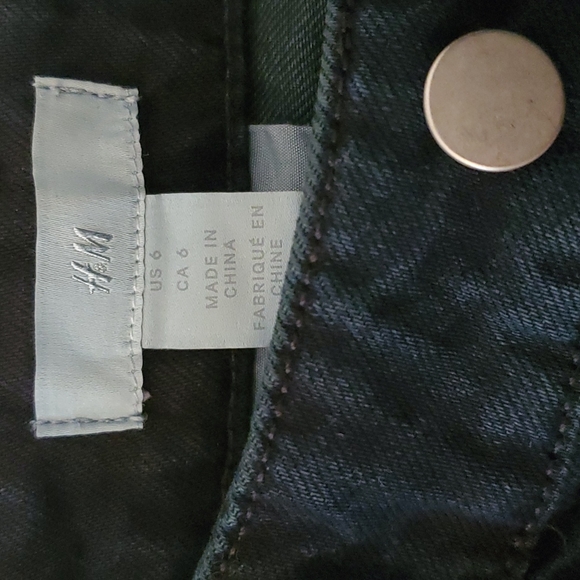 H&M
US 6
CA 6
MADE IN
CHINA
FABRIQUÉ EN
CHINE